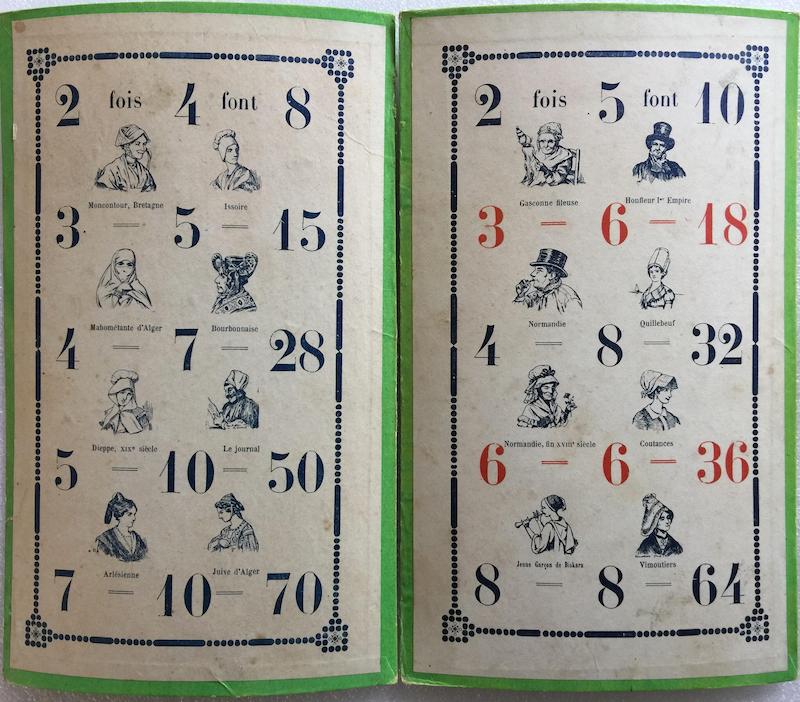 2 fois 4 font 8
Moncontour, Bretagne Issoire
3 — 5 — 15
Mahométante d'Alger Bourbonnaise
4 — 7 — 28
Dieppe, XIXe siècle Le journal
5 — 10 — 50
Arlésienne Juive d'Alger
7 — 10 — 70
2 fois 5 font 10
Gasconne fileuse Honfleur Ier Empire
3 — 6 — 18
Normandie Quillebeuf
4 — 8 — 32
Normandie, fin XVIIIe siècle Coutances
6 — 6 — 36
Jeune Garçon de Biskara Vimoutiers
8 — 8 — 64